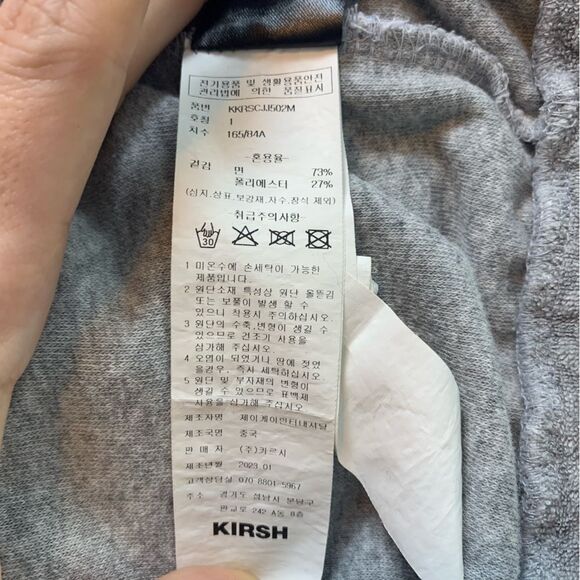 전기용품 및 생활용품안전
관리법에 의한 품질표시
품번 KKRSCJJ502M
호칭 1
치수 165/84A
-혼용율-
겉감 면 73%
폴리에스터 27%
(심지,상표,보강재,자수,장식 제외)
-취급주의사항-
30
1 미온수에 손세탁이 가능한
제품입니다.
2 원단소재 특성상 원단 올뜯김
또는 보풀이 발생 할 수
있으니 착용시 주의하십시오.
3 원단의 수축,변형이 생길 수
있으므로 건조기 사용을
삼가해 주십시오.
4 오염이 되었거나 땀에 젖었
을경우, 즉시 세탁하십시오.
5 원단 및 부자재의 변형이
생길 수 있으므로 표백제
사용을 삼가해 주십시오.
제조자명 제이케이인터내셔날
제조국명 중국
판 매 자 (주)키르시
제조년월 2023.01
고객상담실 070 8801 5967
주소 경기도 성남시 분당구
판교로 242 A동 8층
KIRSH